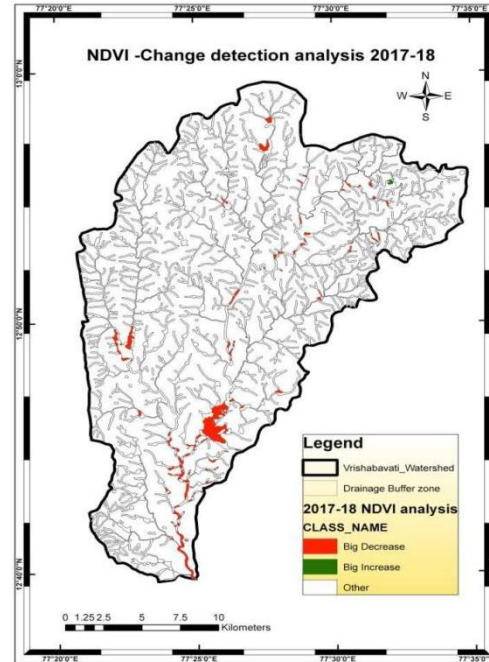 77°20'0"E 77°25'0"E 77°30'0"E 77°35'0"E
NDVI -Change detection analysis 2017-18
N
W E
S
13°0'0"N
12°50'0"N
12°40'0"N
Legend
Vrishabavati_Watershed
Drainage Buffer zone
2017-18 NDVI analysis
CLASS_NAME
Big Decrease
Big Increase
Other
0 1.25 2.5 5 7.5 10
Kilometers
77°20'0"E 77°25'0"E 77°30'0"E 77°35'0"E